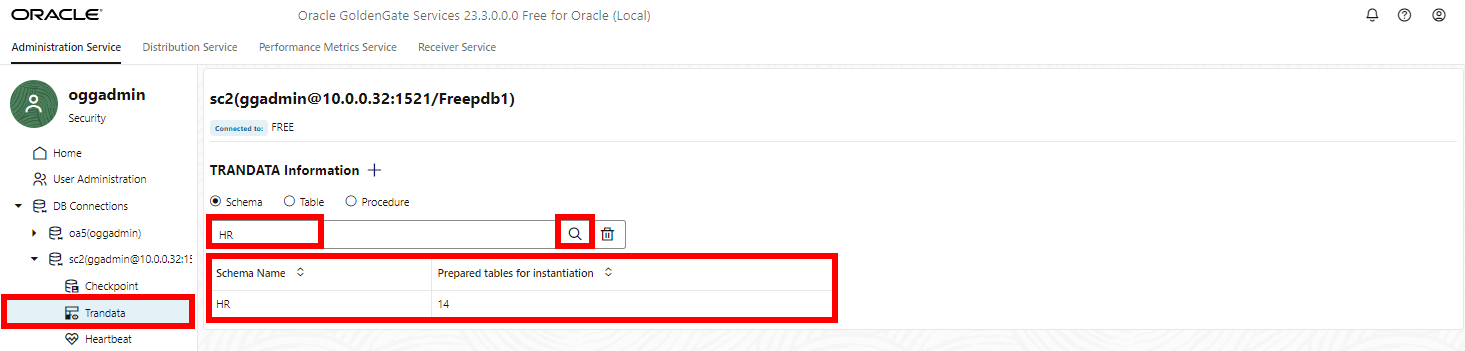 ORACLE Oracle GoldenGate Services 23.3.0.0.0 Free for Oracle (Local)
Administration Service Distribution Service Performance Metrics Service Receiver Service
oggadmin
Security
Home
User Administration
DB Connections
oa5(oggadmin)
sc2(ggadmin@10.0.0.32:15
Checkpoint
Trandata
Heartbeat
sc2(ggadmin@10.0.0.32:1521/Freepdb1)
Connected to: FREE
TRANDATA Information
Schema Table Procedure
HR
Schema Name Prepared tables for instantiation
HR 14